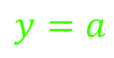 y = a